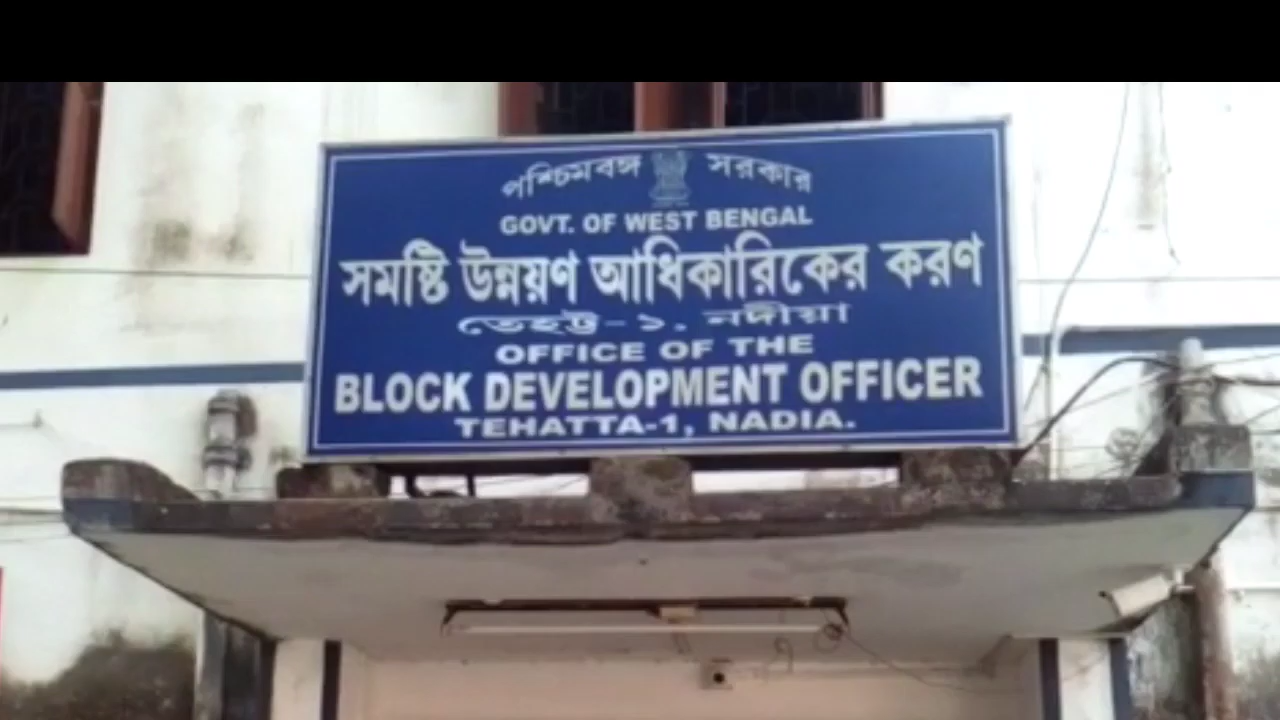 পশ্চিমবঙ্গ সরকার
GOVT. OF WEST BENGAL
সমষ্টি উন্নয়ণ আধিকারিকের করণ
তেহট্ট-১, নদীয়া
OFFICE OF THE
BLOCK DEVELOPMENT OFFICER
TEHATTA-1, NADIA.